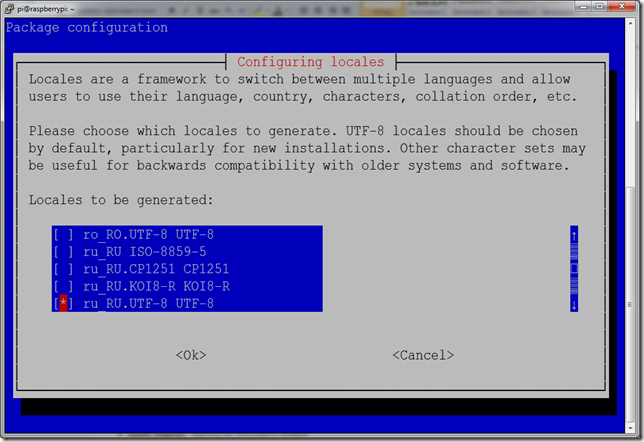 pi@raspberrypi: ~
Package configuration
Configuring locales
Locales are a framework to switch between multiple languages and allow
users to use their language, country, characters, collation order, etc.
Please choose which locales to generate. UTF-8 locales should be chosen
by default, particularly for new installations. Other character sets may
be useful for backwards compatibility with older systems and software.
Locales to be generated:
[ ] ro_RO.UTF-8 UTF-8
[ ] ru_RU ISO-8859-5
[ ] ru_RU.CP1251 CP1251
[ ] ru_RU.KOI8-R KOI8-R
[*] ru_RU.UTF-8 UTF-8
<Ok> <Cancel>